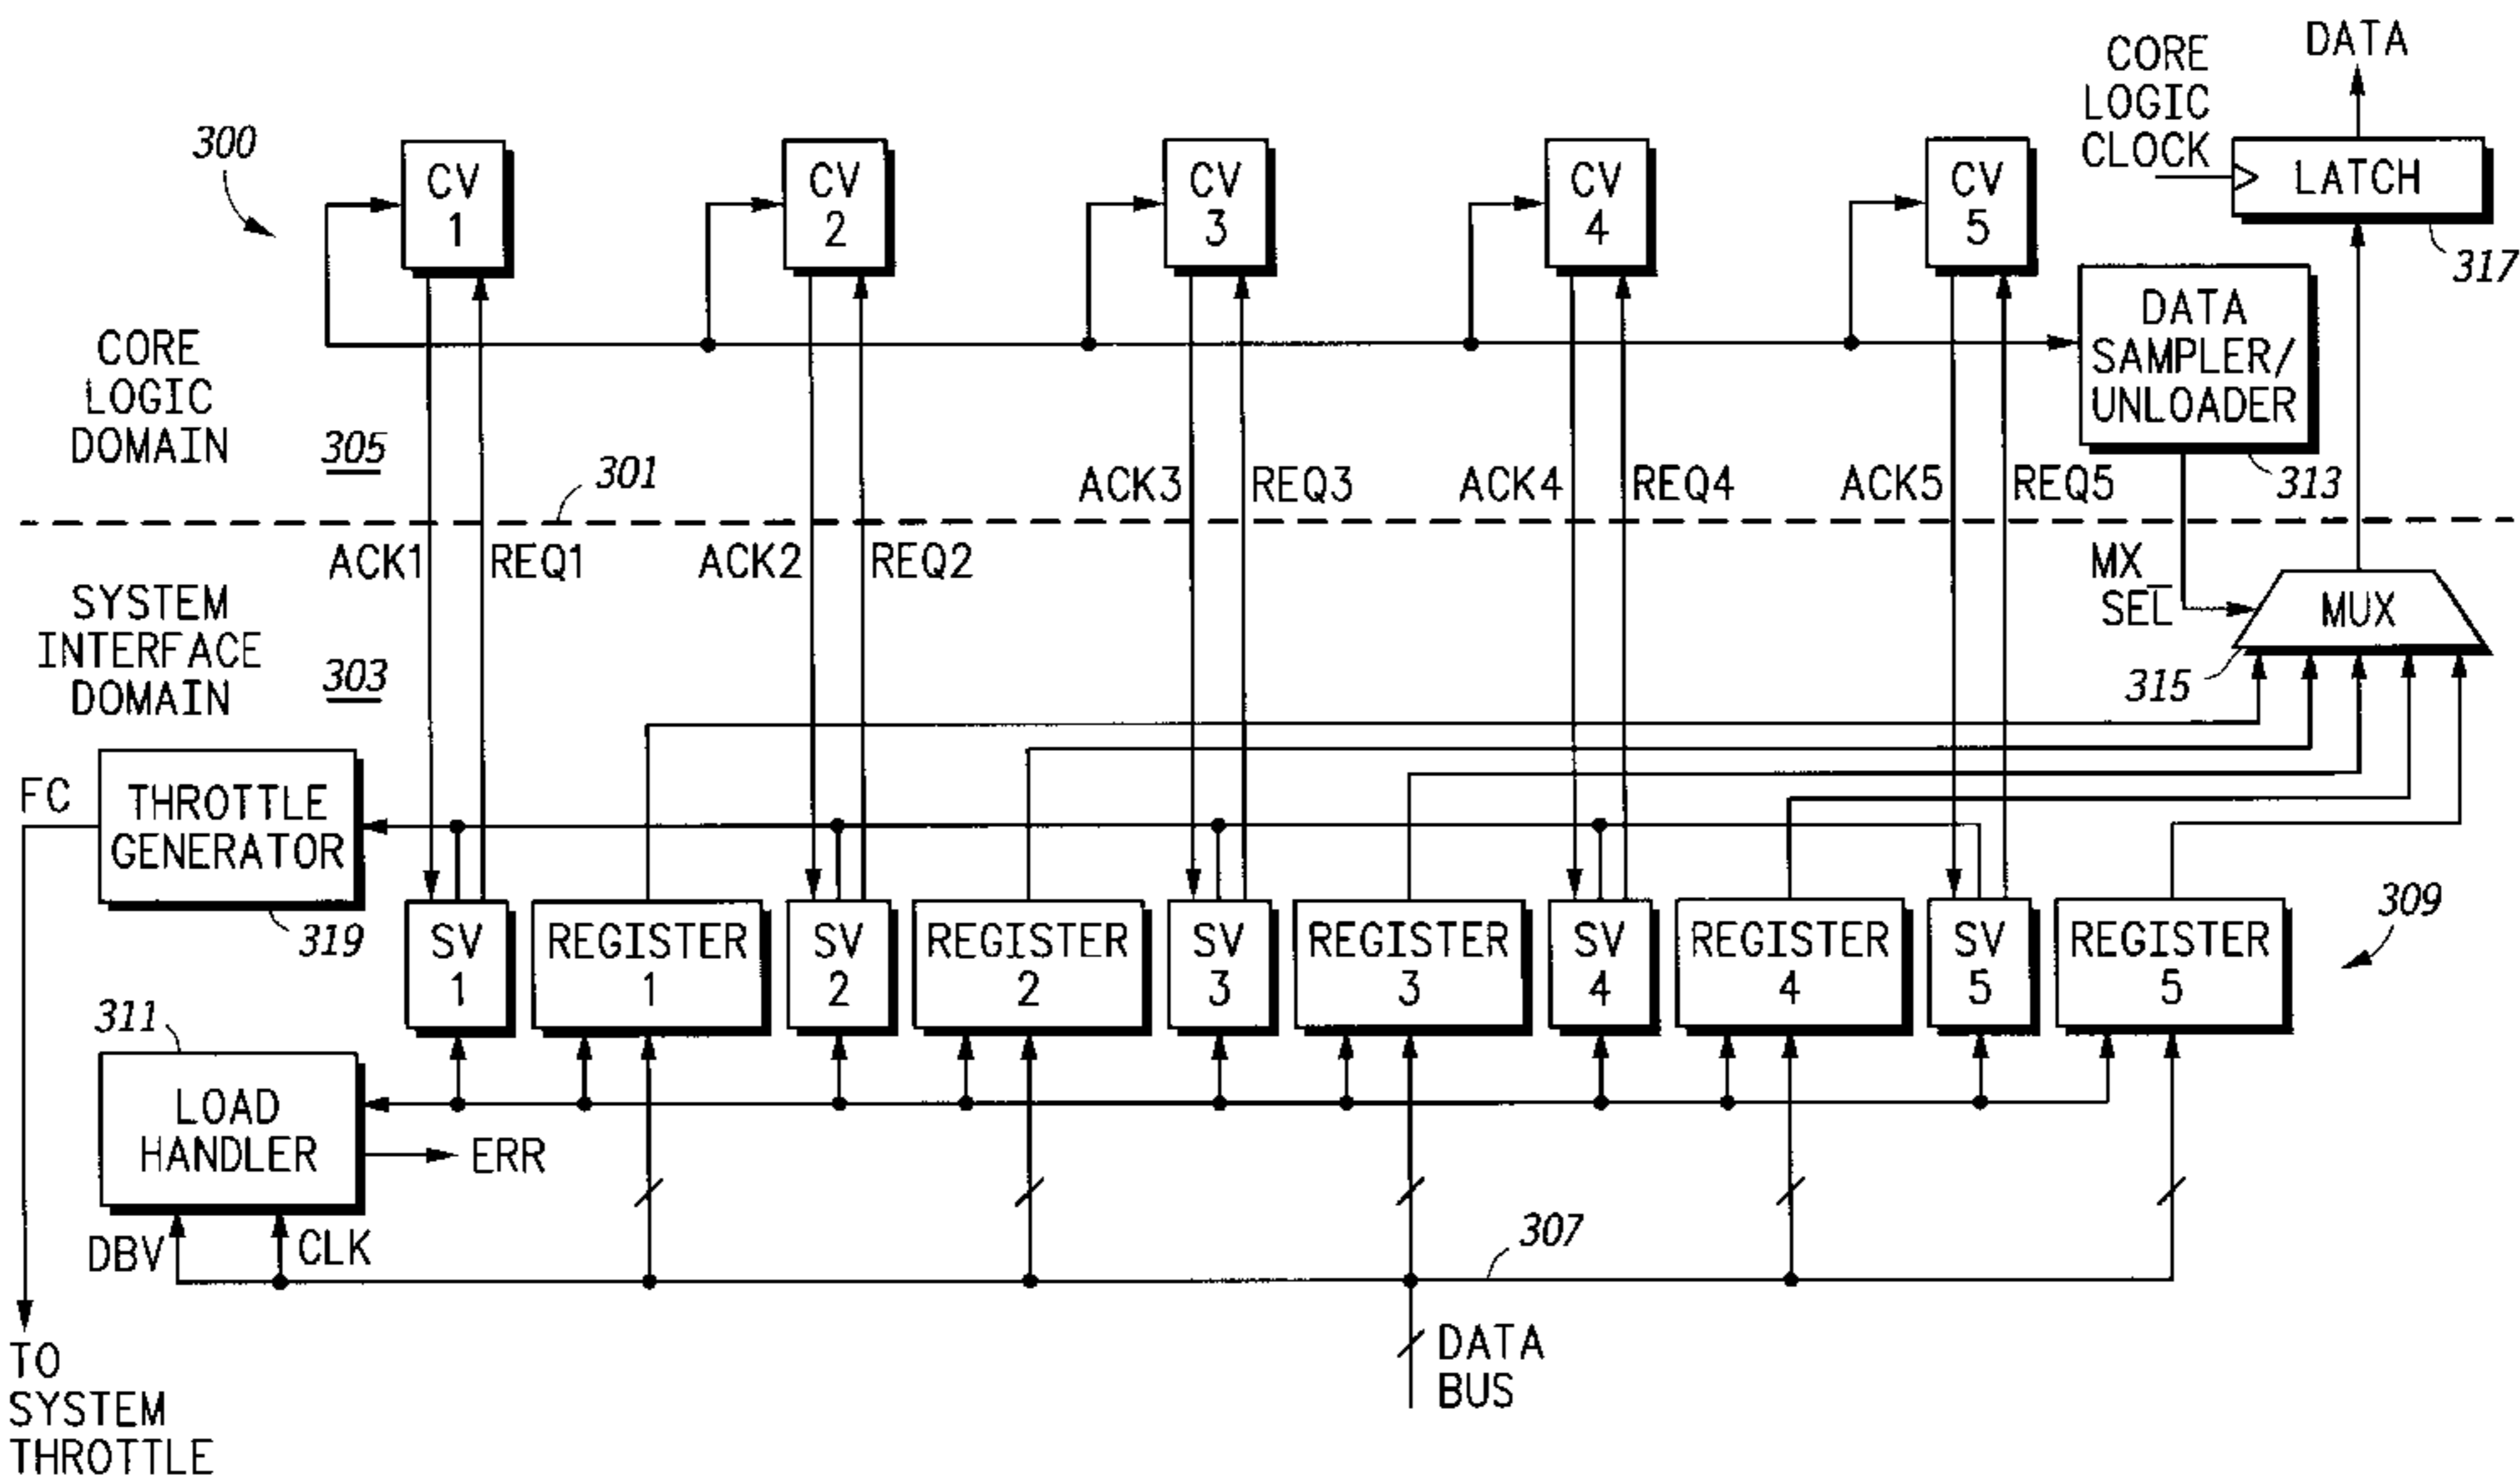 300
CV
1
CV
2
CV
3
CV
4
CV
5
CORE
LOGIC
CLOCK
DATA
LATCH
317
DATA
SAMPLER/
UNLOADER
313
CORE
LOGIC
DOMAIN
305
301
ACK3
REQ3
ACK4
REQ4
ACK5
REQ5
ACK1
REQ1
ACK2
REQ2
MX_
SEL
MUX
315
SYSTEM
INTERFACE
DOMAIN
303
FC
THROTTLE
GENERATOR
319
SV
1
REGISTER
1
SV
2
REGISTER
2
SV
3
REGISTER
3
SV
4
REGISTER
4
SV
5
REGISTER
5
309
311
LOAD
HANDLER
ERR
DBV
CLK
307
DATA
BUS
TO
SYSTEM
THROTTLE